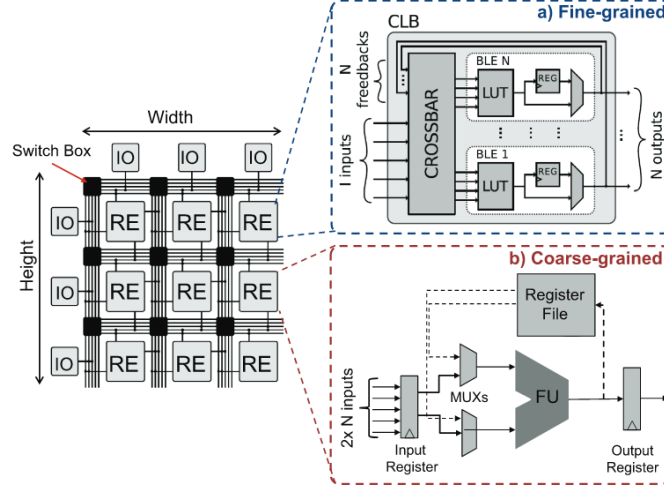 a) Fine-grained
CLB
N
freedbacks
I inputs
CROSSBAR
BLE N
LUT
REG
BLE 1
LUT
REG
N outputs
Width
Switch Box
Height
IO
IO
IO
IO
RE
RE
RE
IO
RE
RE
RE
IO
RE
RE
RE
b) Coarse-grained
Register
File
MUXs
FU
2x N inputs
Input
Register
Output
Register